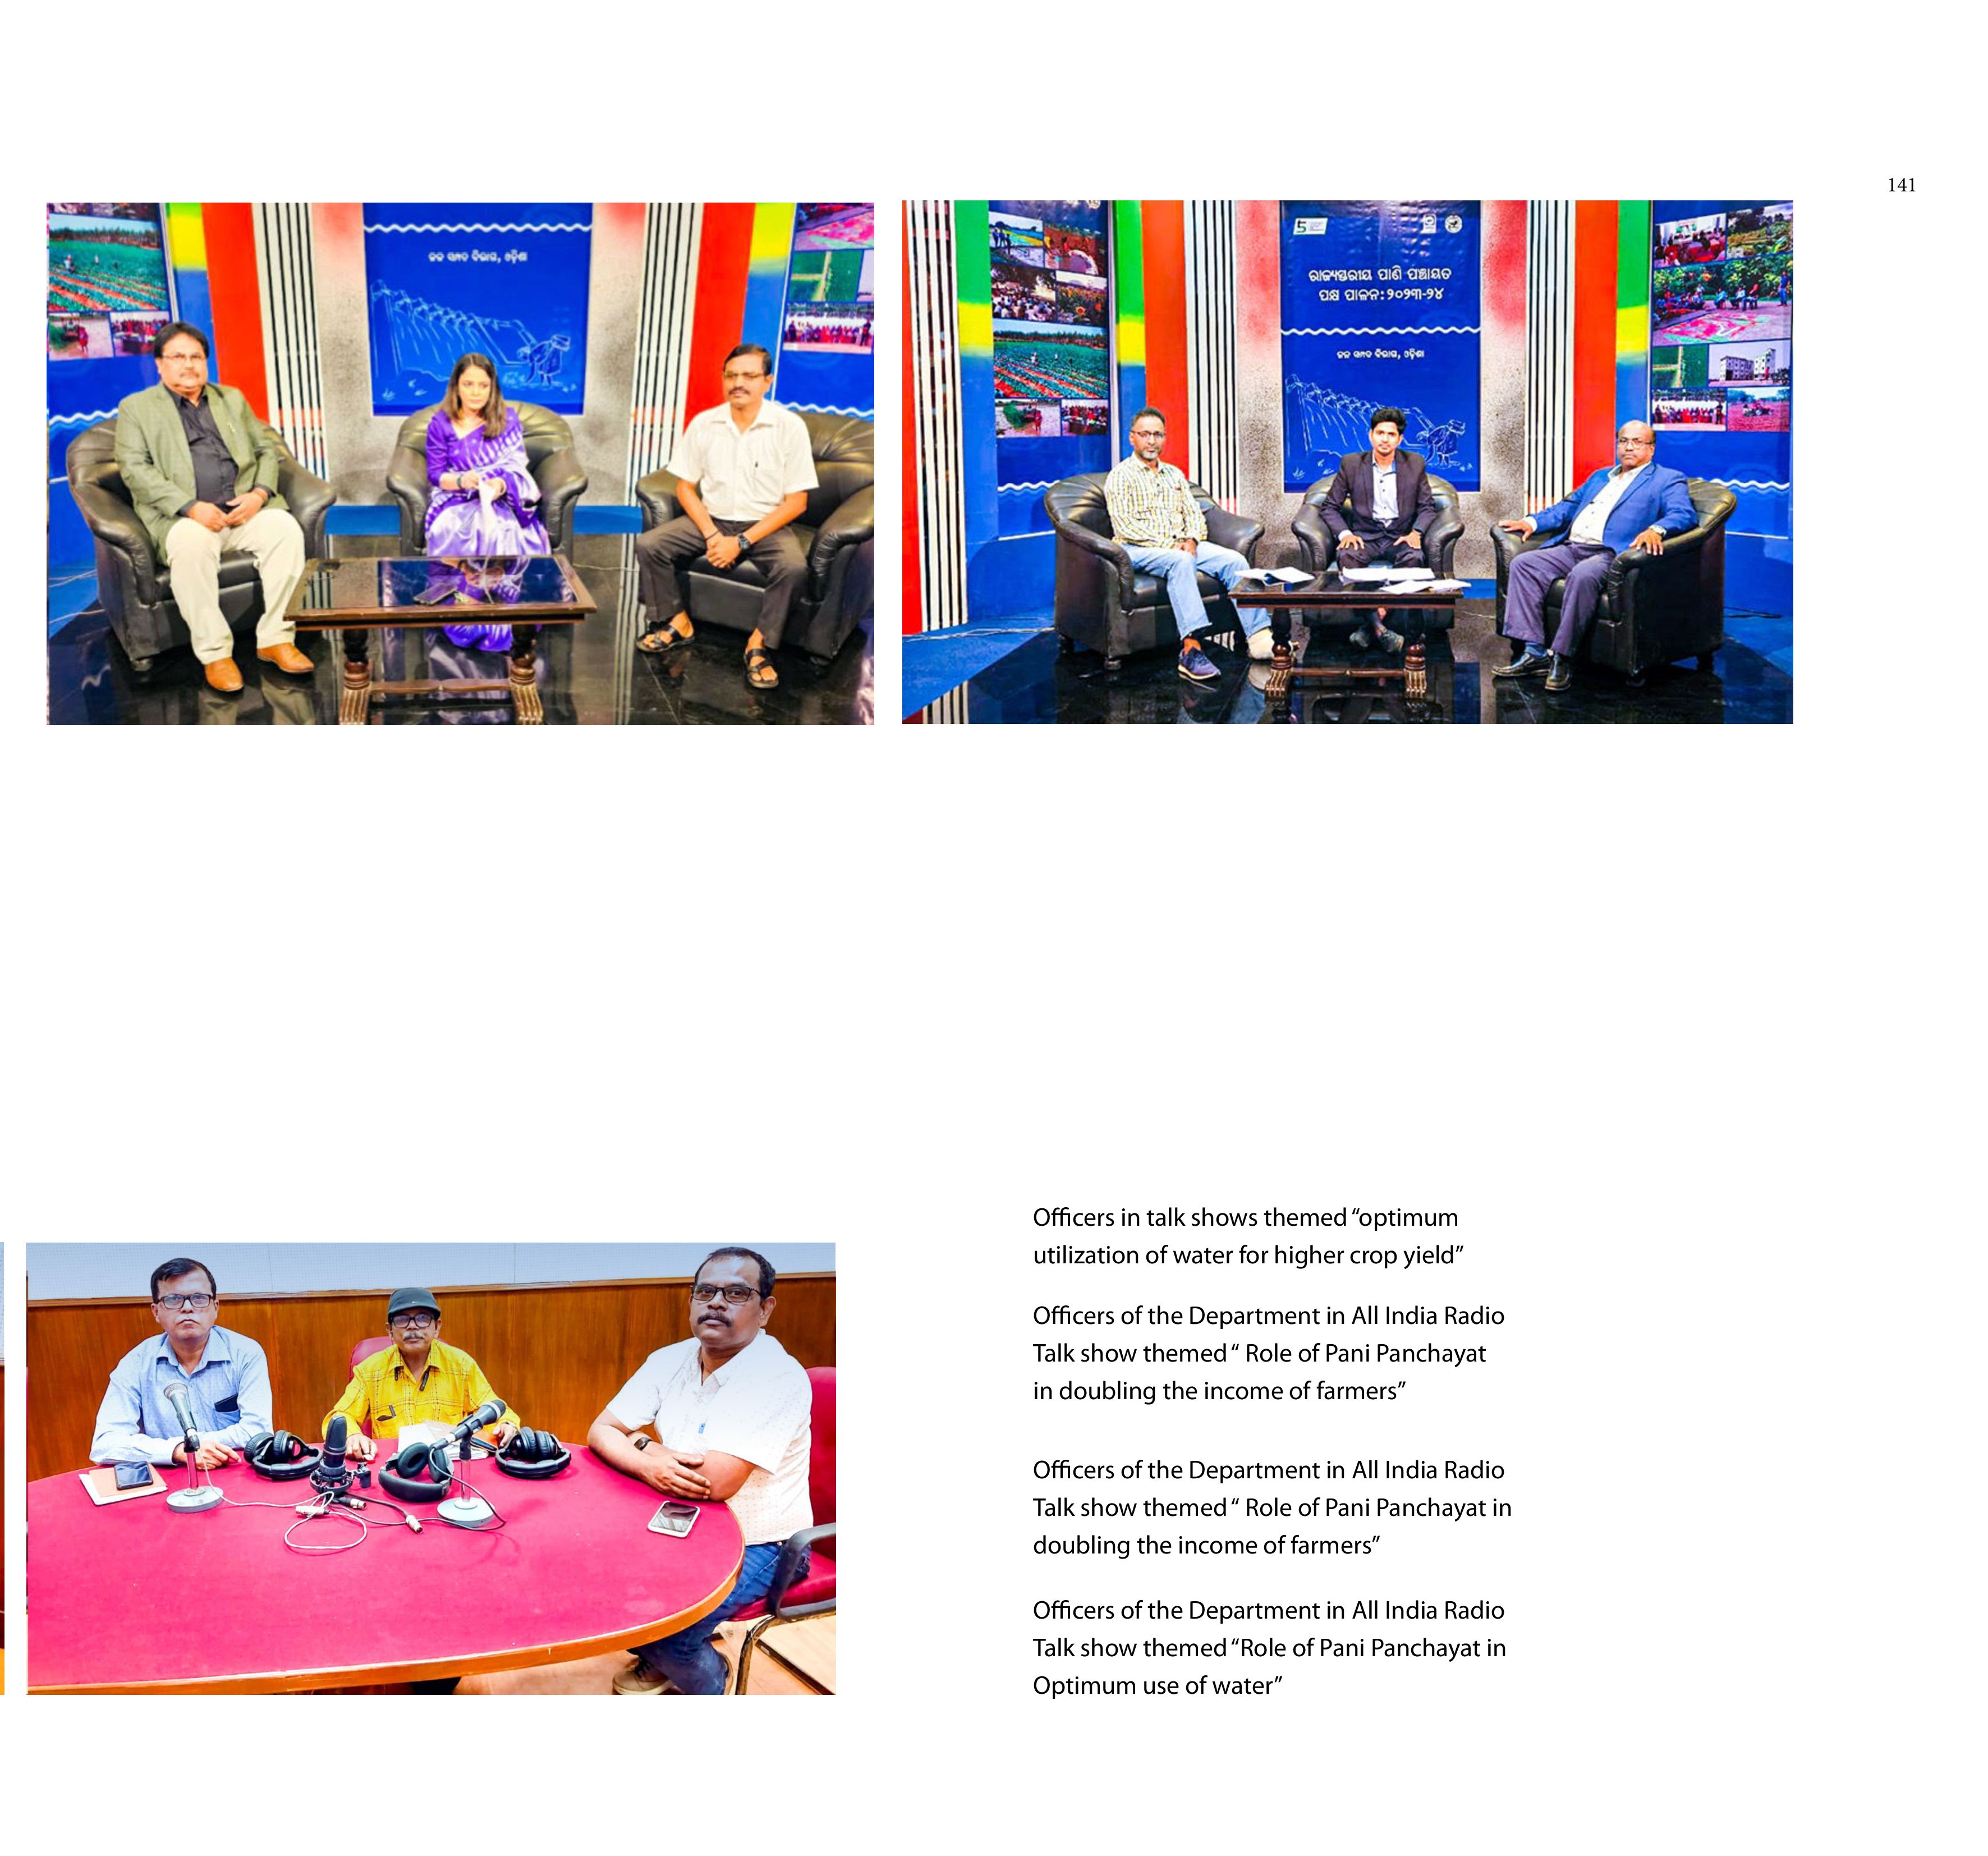 141
ଜଳ ସମ୍ପଦ ବିଭାଗ, ଓଡ଼ିଶା
5
ରାଜ୍ୟସ୍ତରୀୟ ପାଣି ପଞ୍ଚାୟତ
ପକ୍ଷ ପାଳନ: ୨୦୨୩-୨୪
ଜଳ ସମ୍ପଦ ବିଭାଗ, ଓଡ଼ିଶା
Officers in talk shows themed “optimum
utilization of water for higher crop yield”
Officers of the Department in All India Radio
Talk show themed “ Role of Pani Panchayat
in doubling the income of farmers”
Officers of the Department in All India Radio
Talk show themed “ Role of Pani Panchayat in
doubling the income of farmers”
Officers of the Department in All India Radio
Talk show themed “Role of Pani Panchayat in
Optimum use of water”